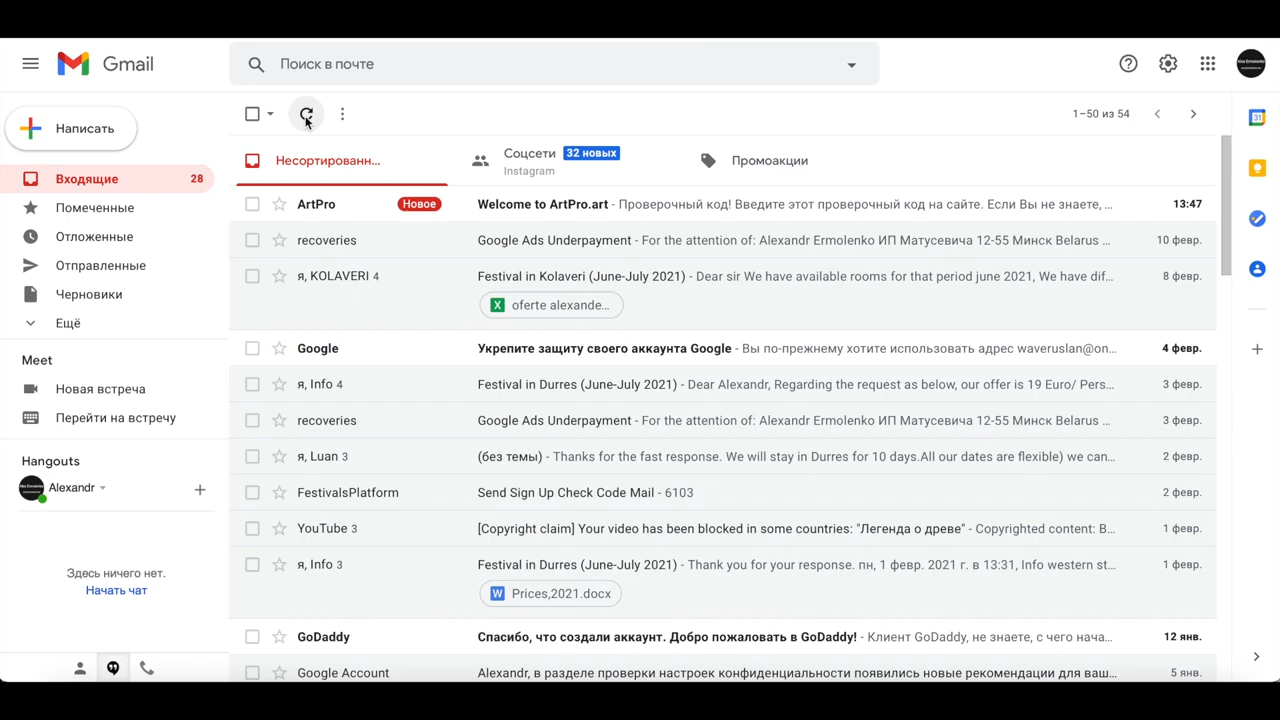 Gmail
Поиск в почте
Написать
1–50 из 54
Несортированн...
Соцсети 32 новых
Instagram
Промоакции
Входящие 28
Помеченные
Отложенные
Отправленные
Черновики
Ещё
Meet
Новая встреча
Перейти на встречу
Hangouts
Alexandr
Здесь ничего нет.
Начать чат
ArtPro Новое Welcome to ArtPro.art - Проверочный код! Введите этот проверочный код на сайте. Если Вы не знаете, ... 13:47
recoveries Google Ads Underpayment - For the attention of: Alexandr Ermolenko ИП Матусевича 12-55 Минск Belarus ... 10 февр.
я, KOLAVERI 4 Festival in Kolaveri (June-July 2021) - Dear sir We have available rooms for that period june 2021, We have dif... 8 февр.
X oferte alexande...
Google Укрепите защиту своего аккаунта Google - Вы по-прежнему хотите использовать адрес waveruslan@on... 4 февр.
я, Info 4 Festival in Durres (June-July 2021) - Dear Alexandr, Regarding the request as below, our offer is 19 Euro/ Pers... 3 февр.
recoveries Google Ads Underpayment - For the attention of: Alexandr Ermolenko ИП Матусевича 12-55 Минск Belarus ... 3 февр.
я, Luan 3 (без темы) - Thanks for the fast response. We will stay in Durres for 10 days.All our dates are flexible) we can... 2 февр.
FestivalsPlatform Send Sign Up Check Code Mail - 6103 2 февр.
YouTube 3 [Copyright claim] Your video has been blocked in some countries: "Легенда о древе" - Copyrighted content: B... 1 февр.
я, Info 3 Festival in Durres (June-July 2021) - Thank you for your response. пн, 1 февр. 2021 г. в 13:31, Info western st... 1 февр.
W Prices,2021.docx
GoDaddy Спасибо, что создали аккаунт. Добро пожаловать в GoDaddy! - Клиент GoDaddy, не знаете, с чего нача... 12 янв.
Google Account Alexandr, в разделе проверки настроек конфиденциальности появились новые рекомендации для ваш... 5 янв.